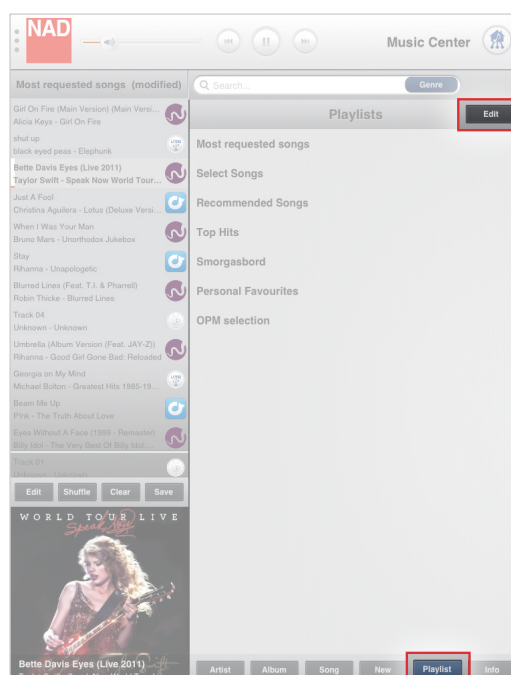 NAD
Music Center
Most requested songs (modified)
Search...
Genre
Girl On Fire (Main Version) (Main Versi...
Alicia Keys - Girl On Fire
shut up
black eyed peas - Elephunk
Bette Davis Eyes (Live 2011)
Taylor Swift - Speak Now World Tour...
Just A Fool
Christina Aguilera - Lotus (Deluxe Versi...
When I Was Your Man
Bruno Mars - Unorthodox Jukebox
Stay
Rihanna - Unapologetic
Blurred Lines (Feat. T.I. & Pharrell)
Robin Thicke - Blurred Lines
Track 04
Unknown - Unknown
Umbrella (Album Version (Feat. JAY-Z))
Rihanna - Good Girl Gone Bad: Reloaded
Georgia on My Mind
Michael Bolton - Greatest Hits 1985-19...
Beam Me Up
P!nk - The Truth About Love
Eyes Without A Face (1999 - Remaster)
Billy Idol - The Very Best Of Billy Idol:...
Track 01
Unknown - Unknown
Edit Shuffle Clear Save
WORLD TOUR LIVE
Speak Now
Bette Davis Eyes (Live 2011)
Playlists
Edit
Most requested songs
Select Songs
Recommended Songs
Top Hits
Smorgasbord
Personal Favourites
OPM selection
Artist Album Song New Playlist Info